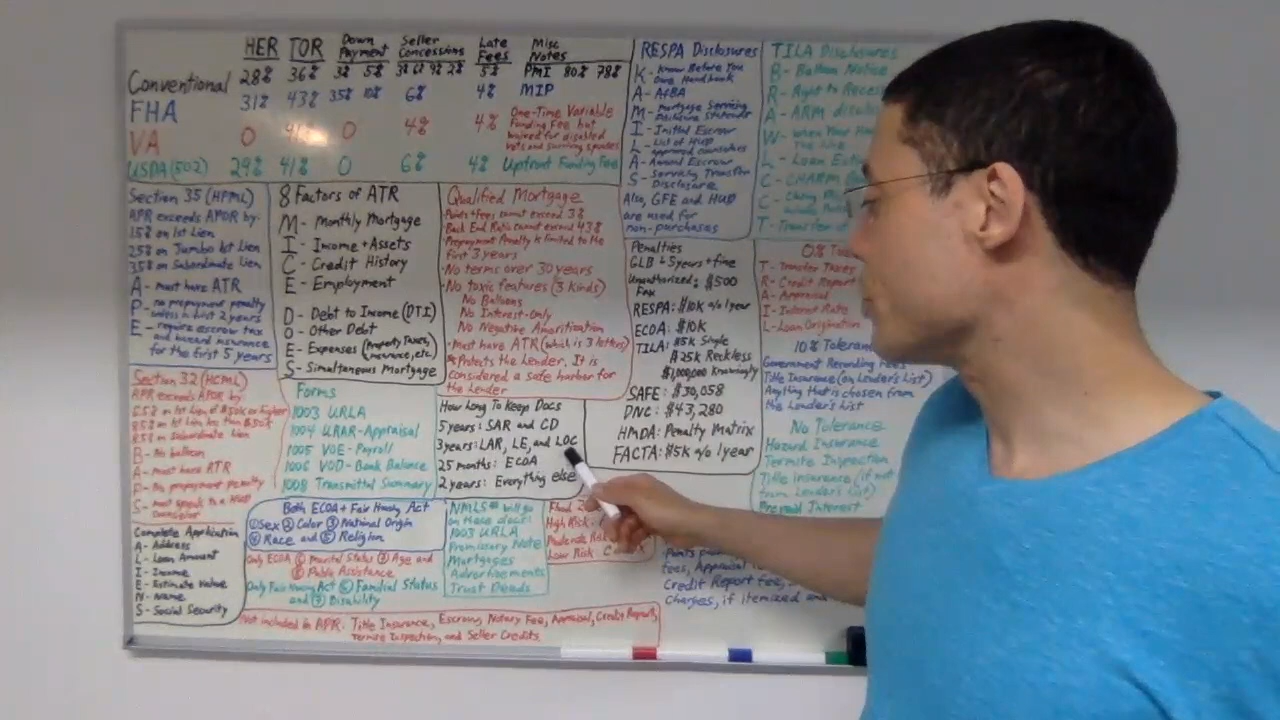 HER TOR Down Payment Seller Concessions Late Fees Misc Notes
Conventional 28% 36% 3% 5% 3% 6% 9% 2% 5% PMI 80% 78%
FHA 31% 43% 3.5% 10% 6% 4% MIP
VA 0 41% 0 4% 4% One-Time Variable
Funding Fee but
waived for disabled
vets and surviving spouses
USDA (502) 29% 41% 0 6% 4% Upfront Funding Fee
RESPA Disclosures
K - Know Before You
Owe Handbook
A - AfBA
M - Mortgage Servicing
Disclosure Statement
I - Initial Escrow
L - List of HUD
approved counselors
A - Annual Escrow
S - Servicing Transfer
Disclosure
Also, GFE and HUD
are used for
non-purchases
TILA Disclosures
B - Balloon Notice
R - Right to
A - ARM
W - When Your
L - Loan
C - CHARM
C -
T - Transfer of
Section 35 (HPML)
APR exceeds APOR by:
1.5% on 1st Lien
2.5% on Jumbo 1st Lien
3.5% on Subordinate Lien
A - must have ATR
P - no prepayment penalty
unless in 1st 2 years
E - require escrow tax
and hazard insurance
for the first 5 years
8 Factors of ATR
M - Monthly Mortgage
I - Income + Assets
C - Credit History
E - Employment
D - Debt to Income (DTI)
O - Other Debt
E - Expenses (Property Taxes,
insurance, etc.)
S - Simultaneous Mortgage
Qualified Mortgage
- Points + fees cannot exceed 3%
- Back End Ratio cannot exceed 43%
- Prepayment Penalty is limited to the
first 3 years
- No terms over 30 years
- No toxic features (3 kinds)
No Balloons
No Interest-Only
No Negative Amoritization
- Must have ATR (which is 3 letters)
*Protects the Lender. It is
considered a safe harbor for
the Lender
Penalties
GLB 5 years + fine
Unauthorized: $500
Fax
RESPA: $10K a/o 1 year
ECOA: $10K
TILA: $5K Single
$25K Reckless
$1,000,000 Knowingly
SAFE: $30,058
DNC: $43,280
HMDA: Penalty Matrix
FACTA: $5K a/o 1 year
0%
T - Transfer Taxes
R - Credit Report
A - Appraisal
I - Interest Rate
L - Loan Origination
10%
Government Recording Fees
Title Insurance (on Lender's List)
Anything that is chosen from
the Lender's List
No Tolerance
Hazard Insurance
Termite Inspection
Title Insurance (if not
from Lender's List)
Prepaid Interest
Section 32 (HCML)
APR exceeds APOR by
6.5% on 1st Lien of $50K or higher
8.5% on 1st Lien less than $50K
8.5% on Subordinate Lien
B - No balloon
A - must have ATR
P - no prepayment penalty
S - must speak to a HUD
counselor
Forms
1003 URLA
1004 URAR - Appraisal
1005 VOE - Payroll
1006 VOD - Bank Balance
1008 Transmittal Summary
How Long To Keep Docs
5 years: SAR and CD
3 years: LAR, LE, and LOC
25 months: ECOA
2 years: Everything else
Complete Application
A - Address
L - Loan Amount
I - Income
E - Estimate Value
N - Name
S - Social Security
Both ECOA + Fair Housing Act
① Sex ② Color ③ National Origin
④ Race and ⑤ Religion
Only ECOA ⑥ Marital Status ⑦ Age and
⑧ Public Assistance
Only Fair Housing Act ⑥ Familial Status
and ⑦ Disability
NMLS# will go
on these docs:
1003 URLA
Promissory Note
Mortgages
Advertisements
Trust Deeds
Flood
High Risk:
Moderate Risk
Low Risk: C
Points
fees, Appraisal
Credit Report fee,
charges, if itemized and
Not included in APR: Title Insurance, Escrow, Notary Fee, Appraisal, Credit Report,
Termite Inspection, and Seller Credits